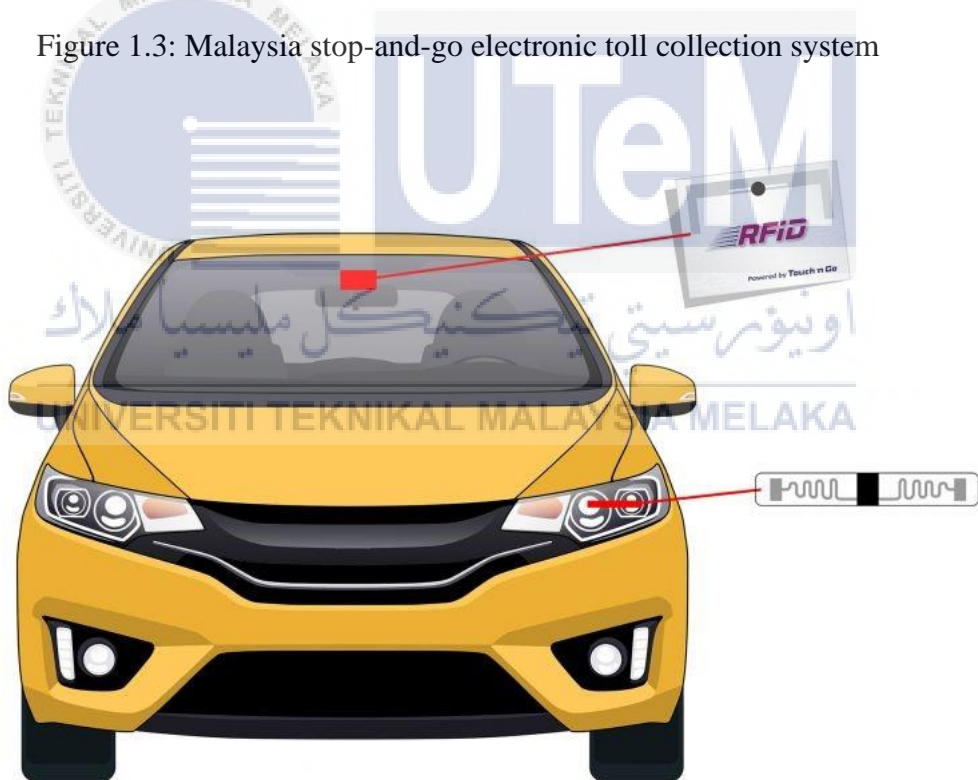 Figure 1.3: Malaysia stop-and-go electronic toll collection system
UTeM
RFiD
Powered by Touch 'n Go
اونيۏرسيتي تيكنيكل مليسيا ملاك
UNIVERSITI TEKNIKAL MALAYSIA MELAKA